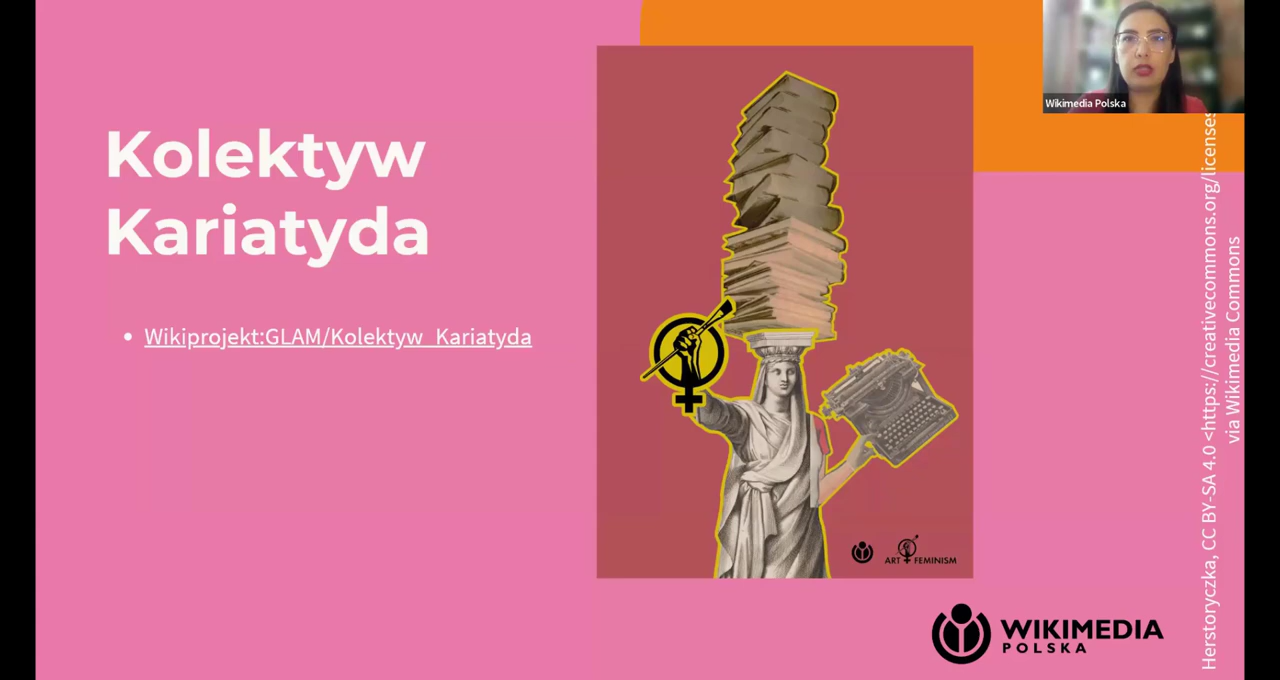 Kolektyw
Kariatyda
Wikiprojekt:GLAM/Kolektyw_Kariatyda
ART FEMINISM
WIKIMEDIA
POLSKA
Wikimedia Polska
Herstoryczka, CC BY-SA 4.0 <https://creativecommons.org/licenses
via Wikimedia Commons